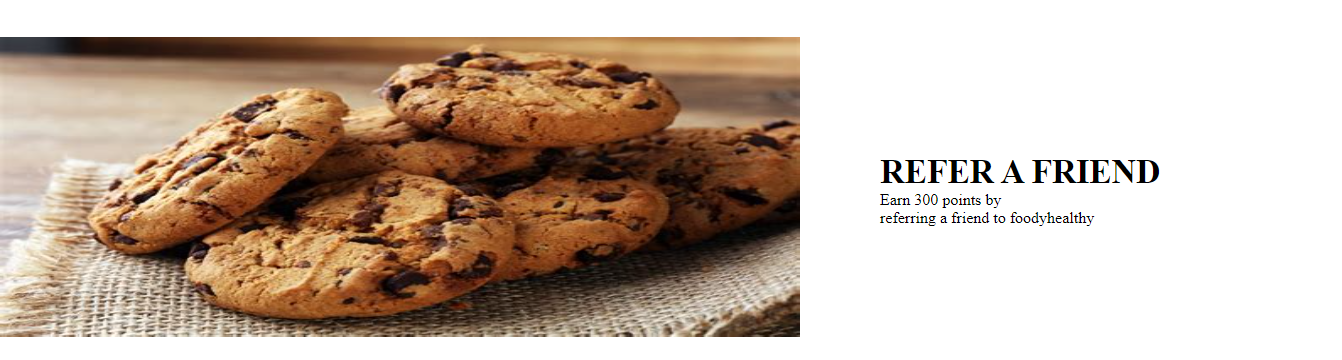 REFER A FRIEND
Earn 300 points by
referring a friend to foodyhealthy